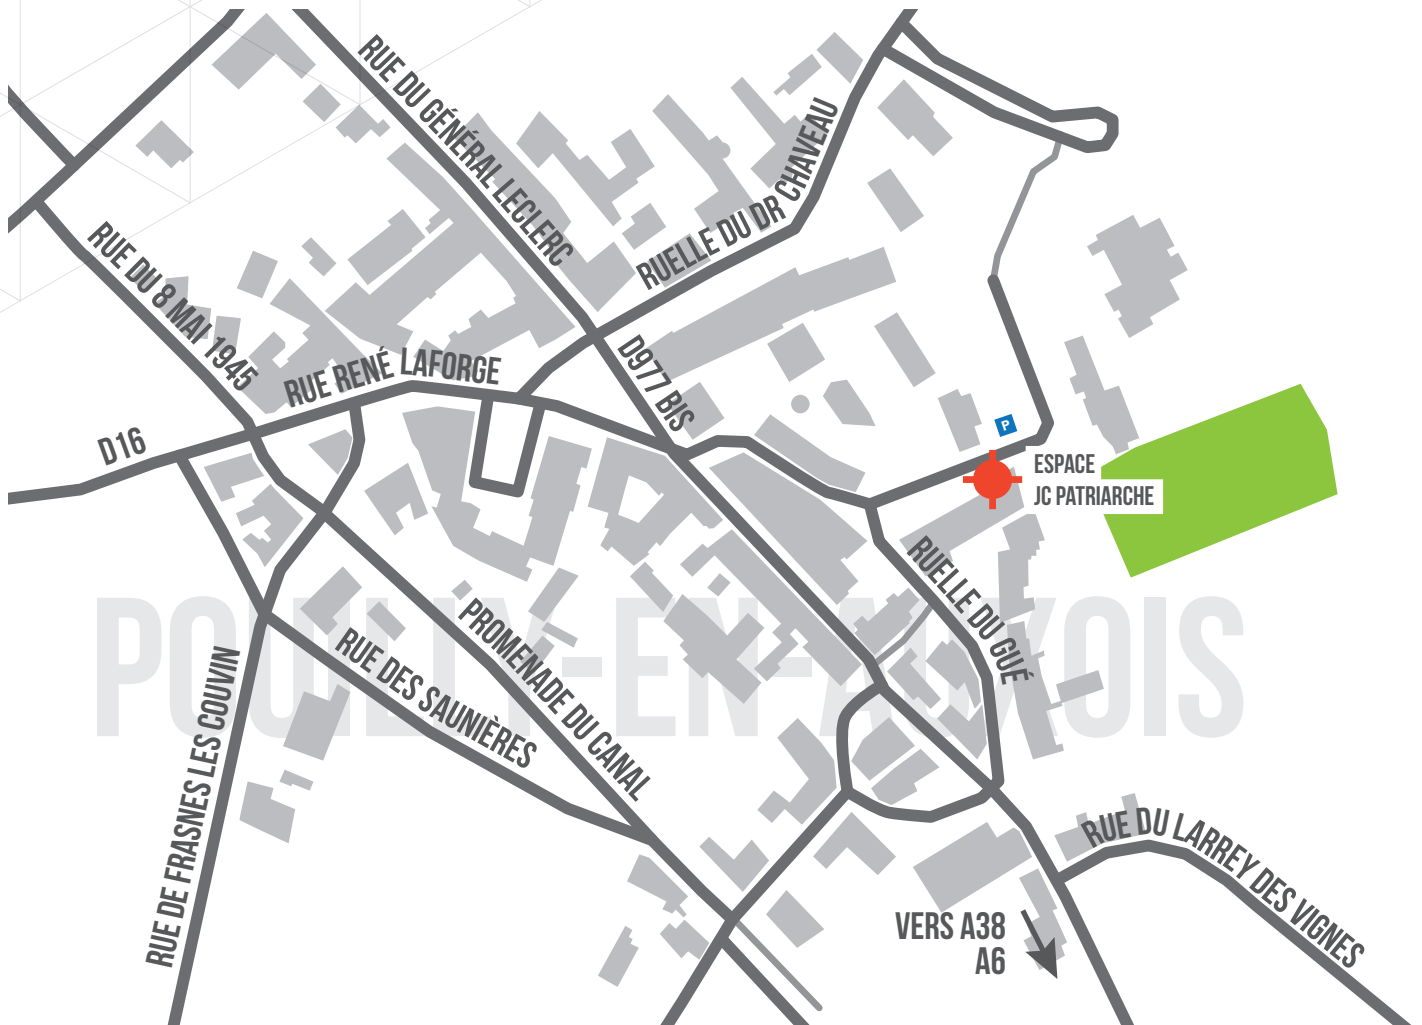 RUE DU GÉNÉRAL LECLERC
RUELLE DU DR CHAVEAU
RUE DU 8 MAI 1945
RUE RENÉ LAFORGE
D977 BIS
D16
P
ESPACE
JC PATRIARCHE
RUELLE DU GUÉ
POUILLY-EN-AUXOIS
PROMENADE DU CANAL
RUE DES SAUNIÈRES
RUE DE FRASNES LES COUVIN
RUE DU LARREY DES VIGNES
VERS A38
A6